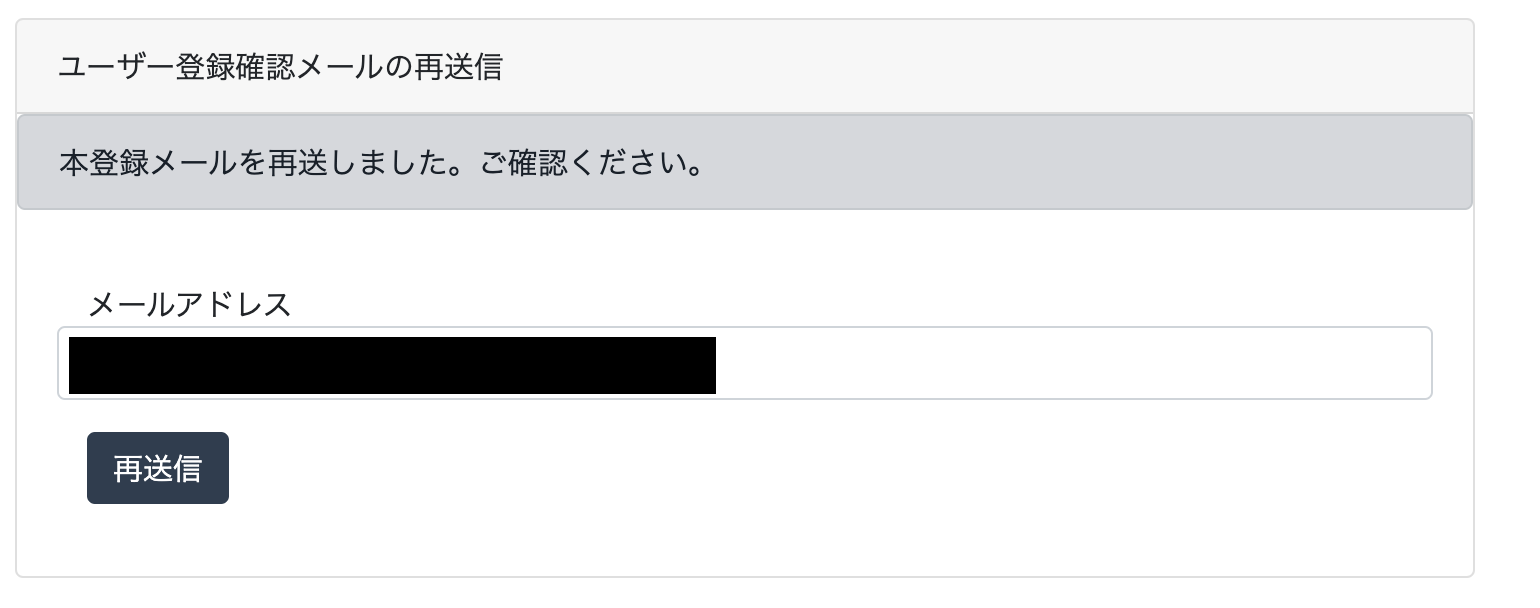 ユーザー登録確認メールの再送信
本登録メールを再送しました。ご確認ください。
メールアドレス
再送信